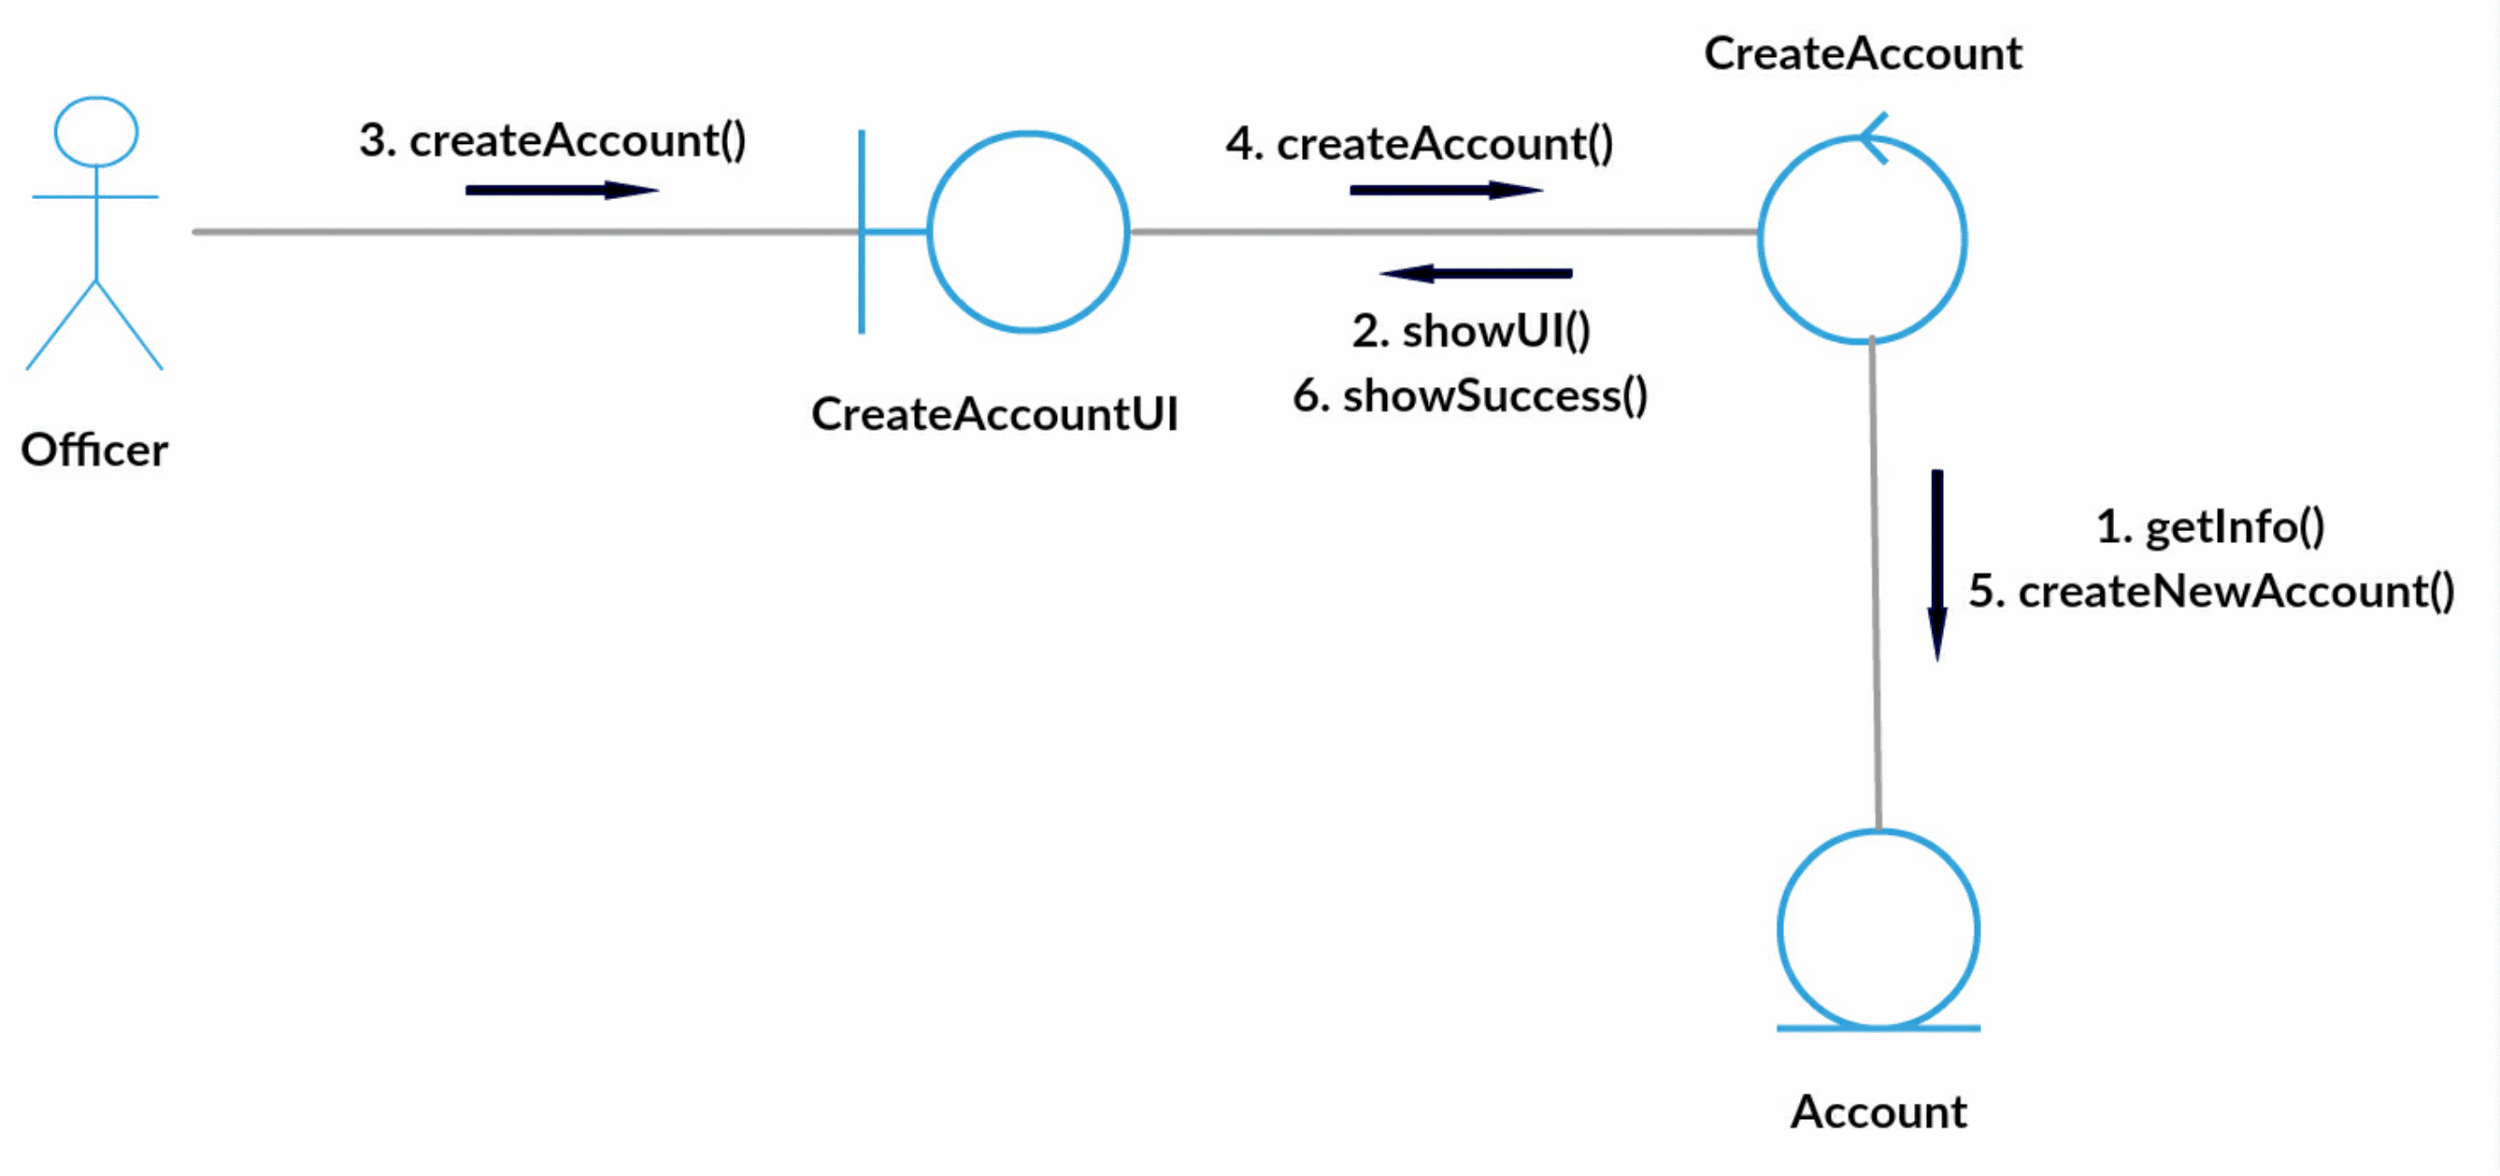 CreateAccount
3. createAccount()
4. createAccount()
2. showUI()
6. showSuccess()
CreateAccountUI
Officer
1. getInfo()
5. createNewAccount()
Account